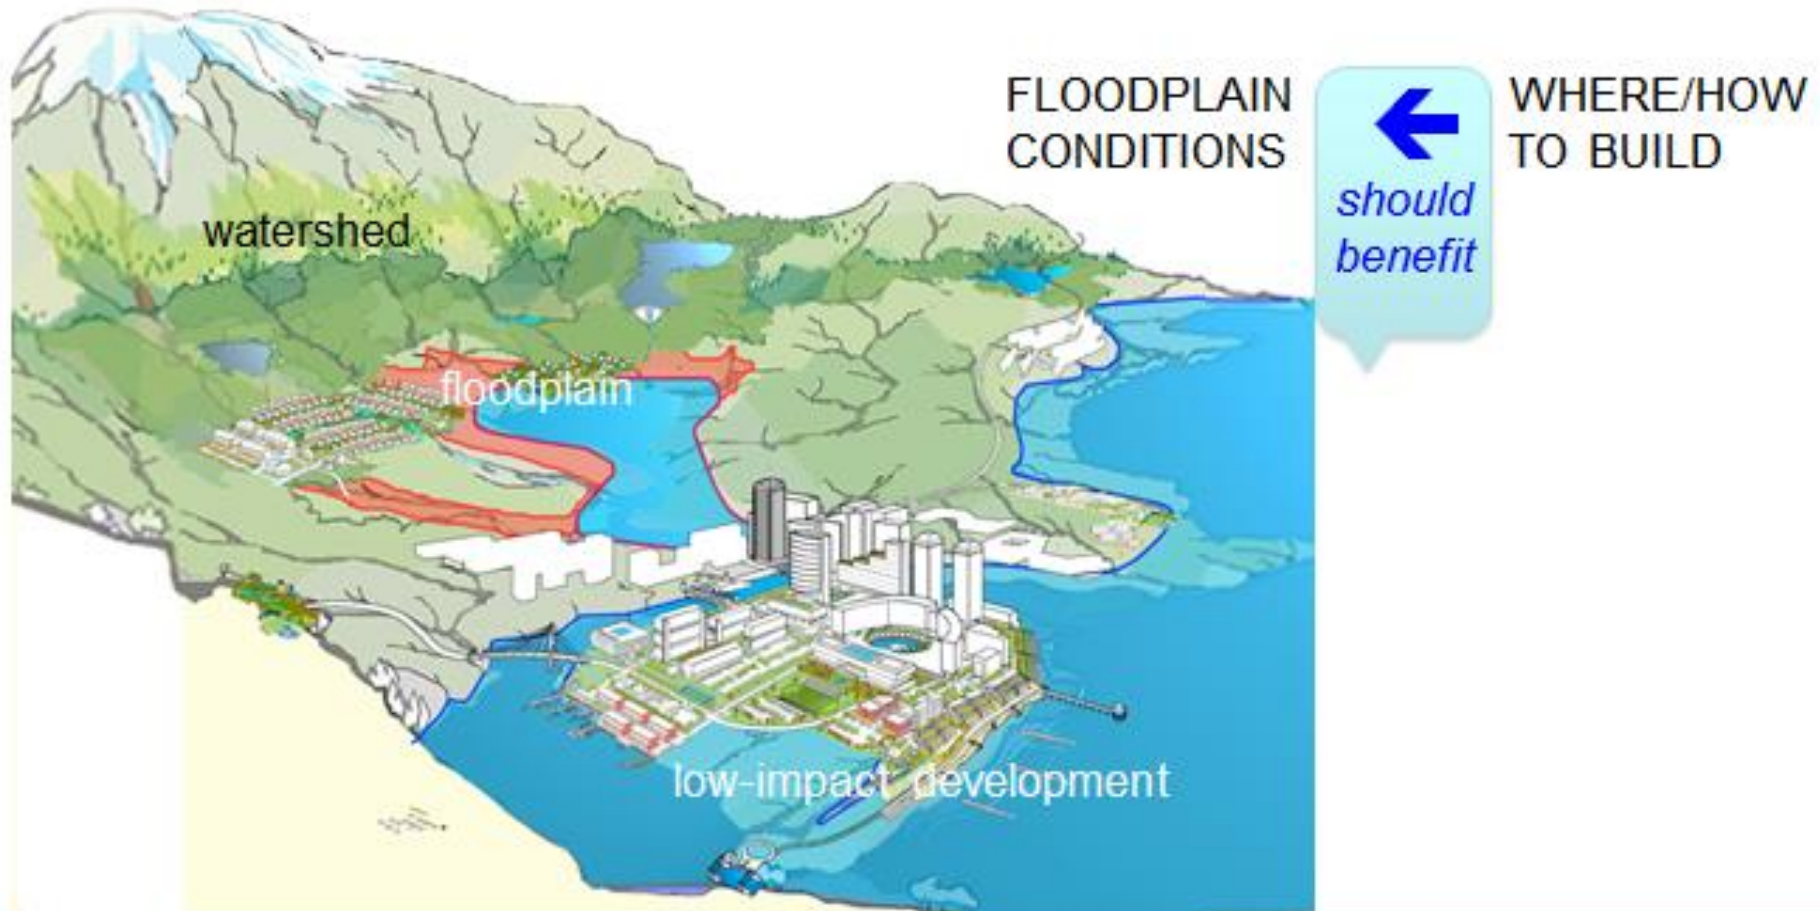 FLOODPLAIN
CONDITIONS
should
benefit
WHERE/HOW
TO BUILD
watershed
floodplain
low-impact development